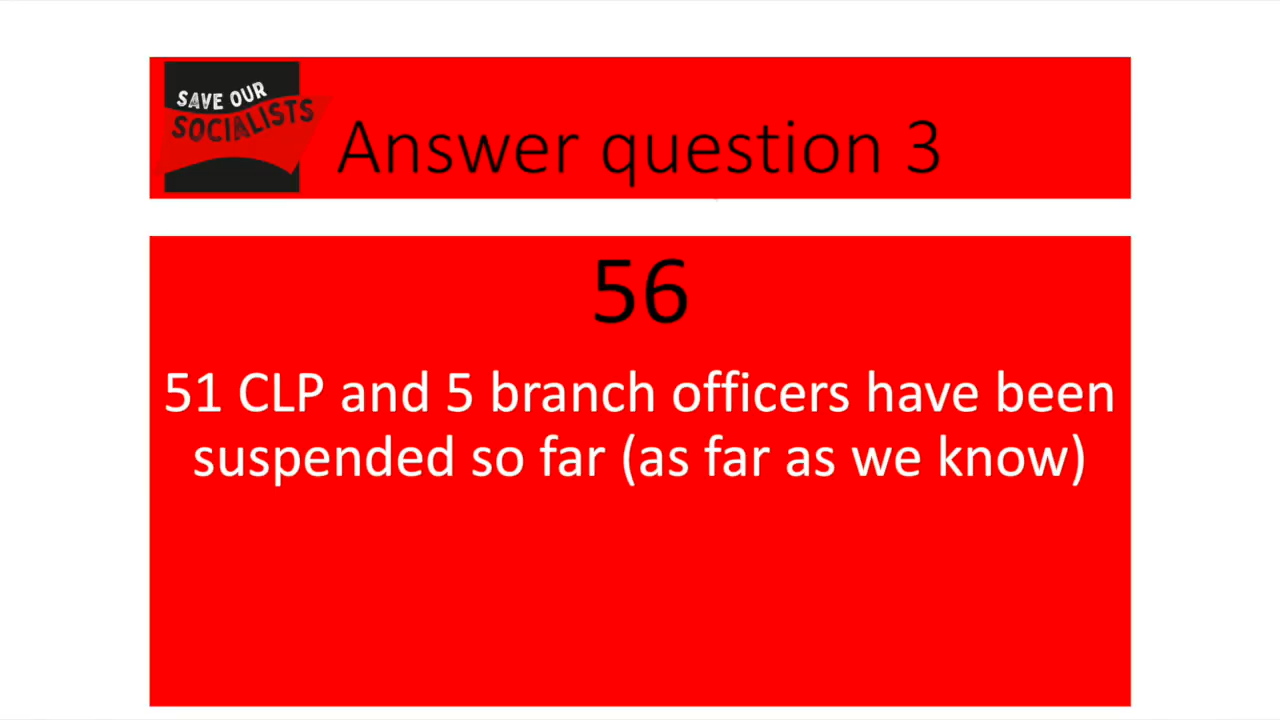 SAVE OUR
SOCIALISTS
Answer question 3
56
51 CLP and 5 branch officers have been
suspended so far (as far as we know)